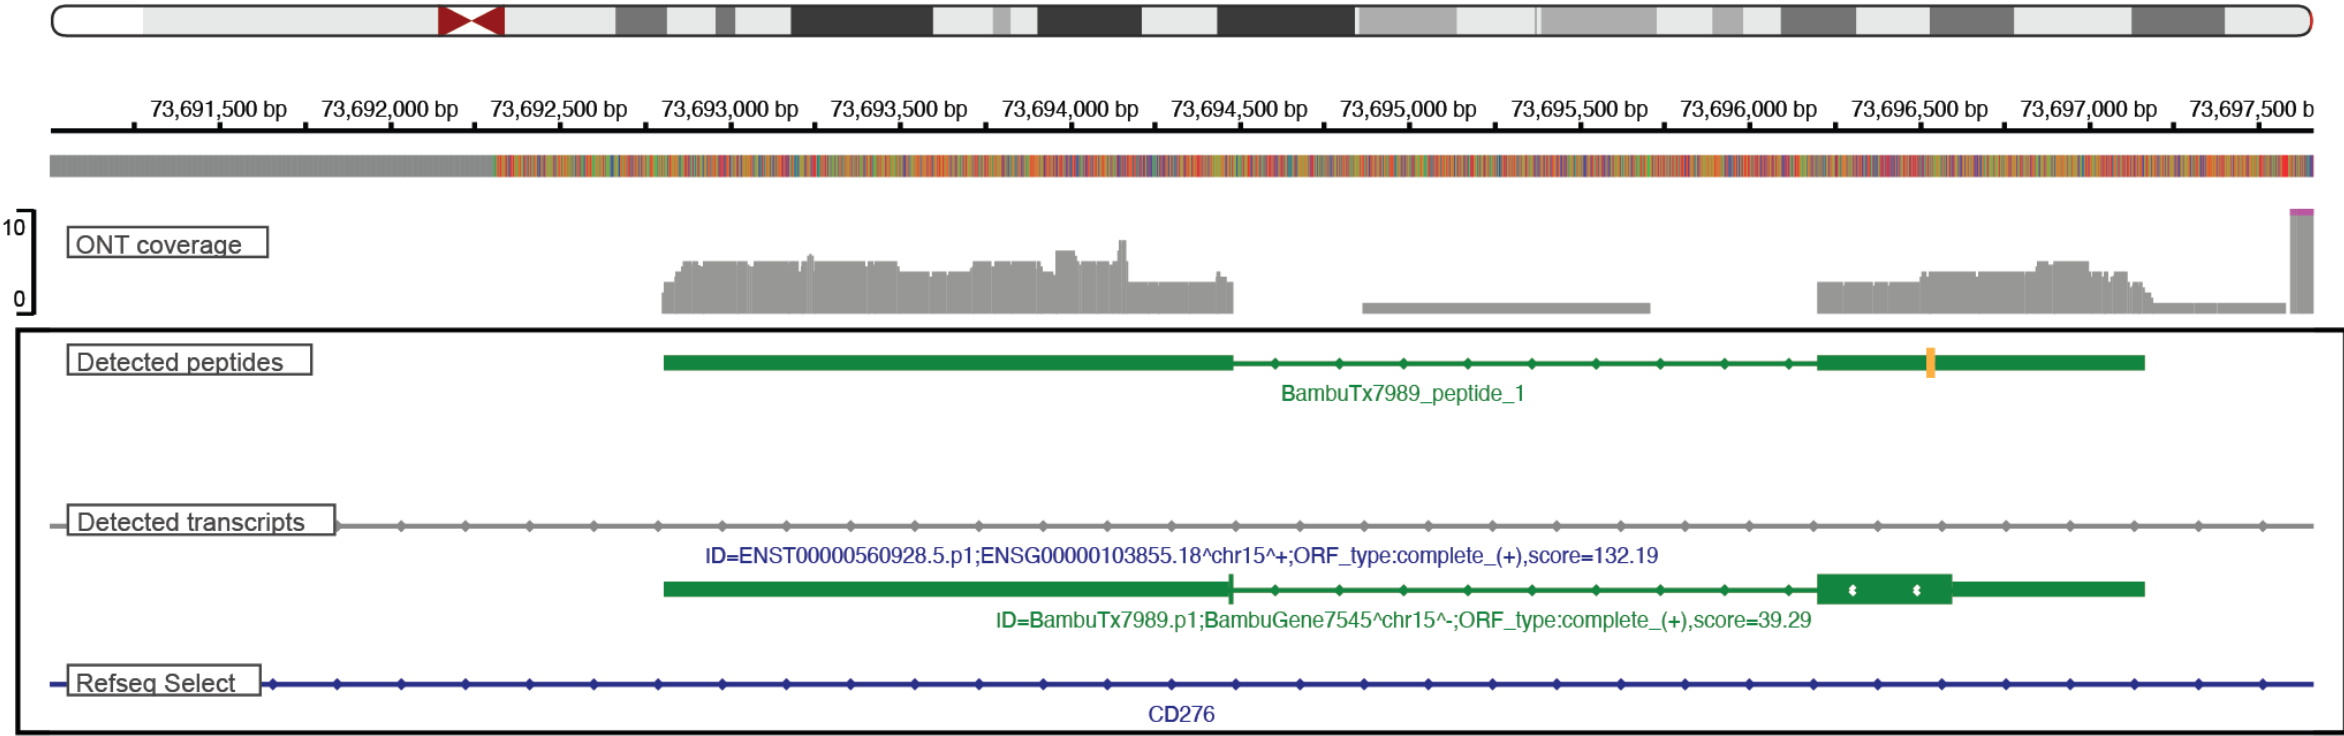 73,691,500 bp 73,692,000 bp 73,692,500 bp 73,693,000 bp 73,693,500 bp 73,694,000 bp 73,694,500 bp 73,695,000 bp 73,695,500 bp 73,696,000 bp 73,696,500 bp 73,697,000 bp 73,697,500 b
10
ONT coverage
0
Detected peptides
BambuTx7989_peptide_1
Detected transcripts
ID=ENST00000560928.5.p1;ENSG00000103855.18^chr15^+;ORF_type:complete_(+),score=132.19
ID=BambuTx7989.p1;BambuGene7545^chr15^-;ORF_type:complete_(+),score=39.29
Refseq Select
CD276